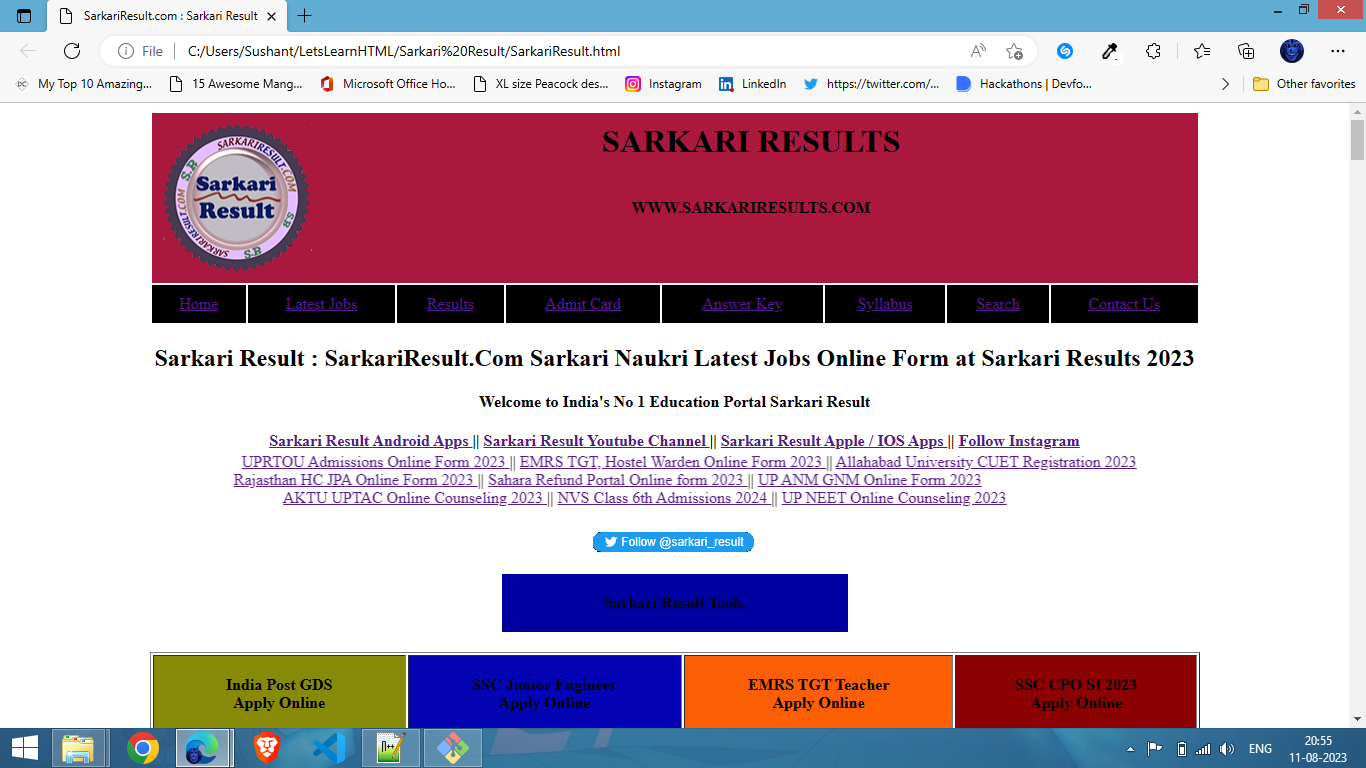 SarkariResult.com : Sarkari Result
File
C:/Users/Sushant/LetsLearnHTML/Sarkari%20Result/SarkariResult.html
My Top 10 Amazing...
15 Awesome Mang...
Microsoft Office Ho...
XL size Peacock des...
Instagram
LinkedIn
https://twitter.com/...
Hackathons | Devfo...
Other favorites
SARKARIRESULT.COM
S.R
Sarkari
Result
SARKARIRESULT.COM
S.R
SARKARI RESULTS
WWW.SARKARIRESULTS.COM
Home Latest Jobs Results Admit Card Answer Key Syllabus Search Contact Us
Sarkari Result : SarkariResult.Com Sarkari Naukri Latest Jobs Online Form at Sarkari Results 2023
Welcome to India's No 1 Education Portal Sarkari Result
Sarkari Result Android Apps || Sarkari Result Youtube Channel || Sarkari Result Apple / IOS Apps || Follow Instagram
UPRTOU Admissions Online Form 2023 || EMRS TGT, Hostel Warden Online Form 2023 || Allahabad University CUET Registration 2023
Rajasthan HC JPA Online Form 2023 || Sahara Refund Portal Online form 2023 || UP ANM GNM Online Form 2023
AKTU UPTAC Online Counseling 2023 || NVS Class 6th Admissions 2024 || UP NEET Online Counseling 2023
Follow @sarkari_result
Sarkari Result Tools
India Post GDS
Apply Online
SSC Junior Engineer
Apply Online
EMRS TGT Teacher
Apply Online
SSC CPO SI 2023
Apply Online
ENG
20:55
11-08-2023